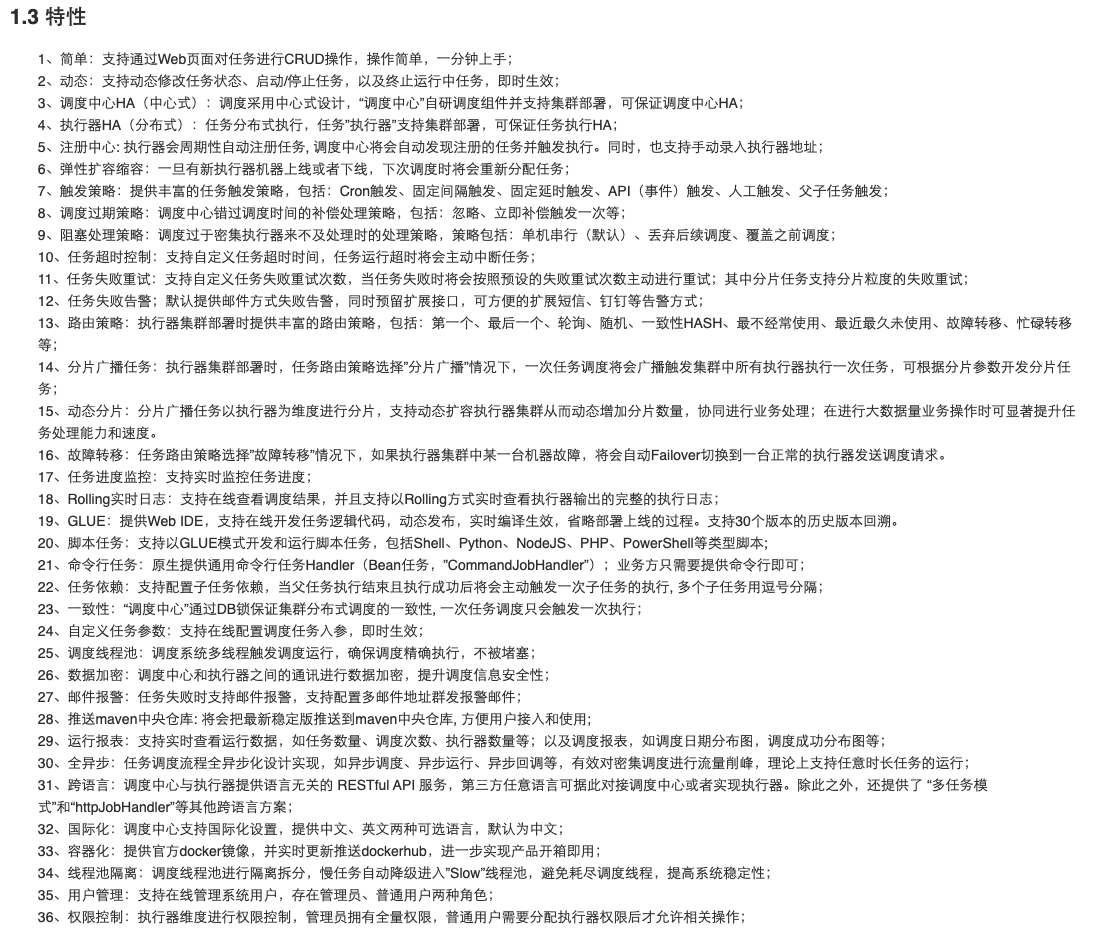 1.3 特性
1、简单：支持通过Web页面对任务进行CRUD操作，操作简单，一分钟上手；
2、动态：支持动态修改任务状态、启动/停止任务，以及终止运行中任务，即时生效；
3、调度中心HA（中心式）：调度采用中心式设计，“调度中心”自研调度组件并支持集群部署，可保证调度中心HA；
4、执行器HA（分布式）：任务分布式执行，任务”执行器”支持集群部署，可保证任务执行HA；
5、注册中心: 执行器会周期性自动注册任务, 调度中心将会自动发现注册的任务并触发执行。同时，也支持手动录入执行器地址；
6、弹性扩容缩容：一旦有新执行器机器上线或者下线，下次调度时将会重新分配任务；
7、触发策略：提供丰富的任务触发策略，包括：Cron触发、固定间隔触发、固定延时触发、API（事件）触发、人工触发、父子任务触发；
8、调度过期策略：调度中心错过调度时间的补偿处理策略，包括：忽略、立即补偿触发一次等；
9、阻塞处理策略：调度过于密集执行器来不及处理时的处理策略，策略包括：单机串行（默认）、丢弃后续调度、覆盖之前调度；
10、任务超时控制：支持自定义任务超时时间，任务运行超时将会主动中断任务；
11、任务失败重试：支持自定义任务失败重试次数，当任务失败时将会按照预设的失败重试次数主动进行重试；其中分片任务支持分片粒度的失败重试；
12、任务失败告警；默认提供邮件方式失败告警，同时预留扩展接口，可方便的扩展短信、钉钉等告警方式；
13、路由策略：执行器集群部署时提供丰富的路由策略，包括：第一个、最后一个、轮询、随机、一致性HASH、最不经常使用、最近最久未使用、故障转移、忙碌转移
等；
14、分片广播任务：执行器集群部署时，任务路由策略选择”分片广播”情况下，一次任务调度将会广播触发集群中所有执行器执行一次任务，可根据分片参数开发分片任
务；
15、动态分片：分片广播任务以执行器为维度进行分片，支持动态扩容执行器集群从而动态增加分片数量，协同进行业务处理；在进行大数据量业务操作时可显著提升任
务处理能力和速度。
16、故障转移：任务路由策略选择”故障转移”情况下，如果执行器集群中某一台机器故障，将会自动Failover切换到一台正常的执行器发送调度请求。
17、任务进度监控：支持实时监控任务进度；
18、Rolling实时日志：支持在线查看调度结果，并且支持以Rolling方式实时查看执行器输出的完整的执行日志；
19、GLUE：提供Web IDE，支持在线开发任务逻辑代码，动态发布，实时编译生效，省略部署上线的过程。支持30个版本的历史版本回溯。
20、脚本任务：支持以GLUE模式开发和运行脚本任务，包括Shell、Python、NodeJS、PHP、PowerShell等类型脚本;
21、命令行任务：原生提供通用命令行任务Handler（Bean任务，”CommandJobHandler”）；业务方只需要提供命令行即可；
22、任务依赖：支持配置子任务依赖，当父任务执行结束且执行成功后将会主动触发一次子任务的执行, 多个子任务用逗号分隔；
23、一致性：“调度中心”通过DB锁保证集群分布式调度的一致性, 一次任务调度只会触发一次执行；
24、自定义任务参数：支持在线配置调度任务入参，即时生效；
25、调度线程池：调度系统多线程触发调度运行，确保调度精确执行，不被堵塞；
26、数据加密：调度中心和执行器之间的通讯进行数据加密，提升调度信息安全性；
27、邮件报警：任务失败时支持邮件报警，支持配置多邮件地址群发报警邮件；
28、推送maven中央仓库: 将会把最新稳定版推送到maven中央仓库, 方便用户接入和使用;
29、运行报表：支持实时查看运行数据，如任务数量、调度次数、执行器数量等；以及调度报表，如调度日期分布图，调度成功分布图等；
30、全异步：任务调度流程全异步化设计实现，如异步调度、异步运行、异步回调等，有效对密集调度进行流量削峰，理论上支持任意时长任务的运行；
31、跨语言：调度中心与执行器提供语言无关的 RESTful API 服务，第三方任意语言可据此对接调度中心或者实现执行器。除此之外，还提供了 “多任务模
式”和“httpJobHandler”等其他跨语言方案；
32、国际化：调度中心支持国际化设置，提供中文、英文两种可选语言，默认为中文；
33、容器化：提供官方docker镜像，并实时更新推送dockerhub，进一步实现产品开箱即用；
34、线程池隔离：调度线程池进行隔离拆分，慢任务自动降级进入”Slow”线程池，避免耗尽调度线程，提高系统稳定性；
35、用户管理：支持在线管理系统用户，存在管理员、普通用户两种角色；
36、权限控制：执行器维度进行权限控制，管理员拥有全量权限，普通用户需要分配执行器权限后才允许相关操作；